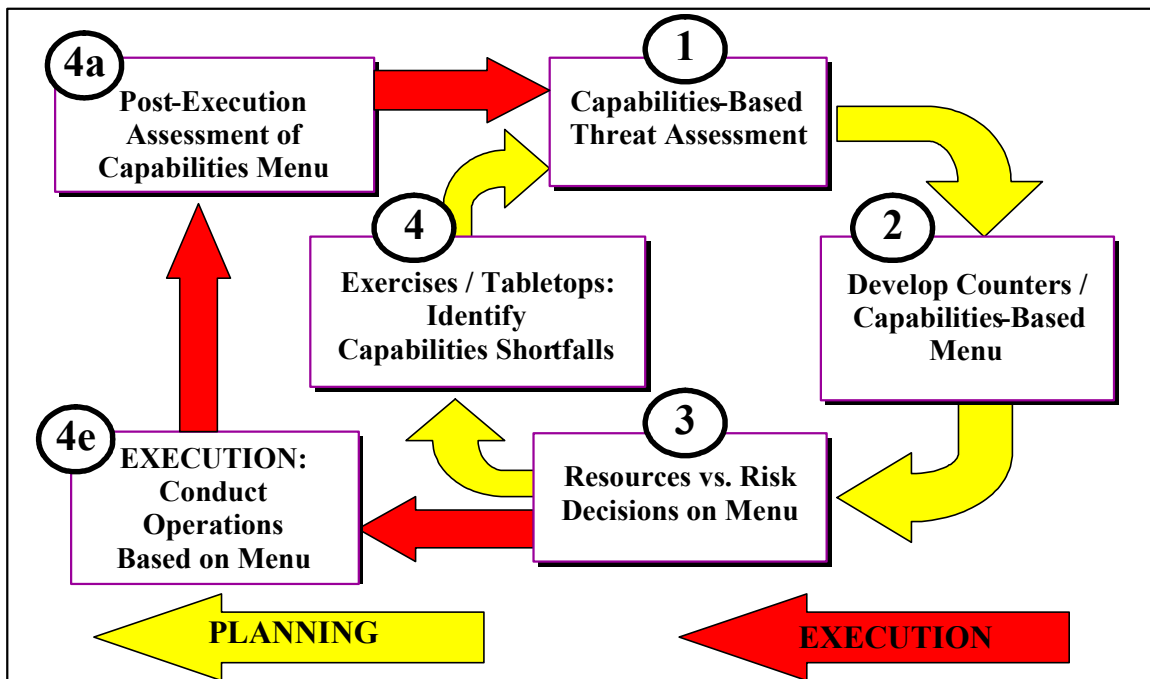 4a
Post-Execution
Assessment of
Capabilities Menu
1
Capabilities-Based
Threat Assessment
2
Develop Counters /
Capabilities-Based
Menu
3
Resources vs. Risk
Decisions on Menu
4
Exercises / Tabletops:
Identify
Capabilities Shortfalls
4e
EXECUTION:
Conduct
Operations
Based on Menu
PLANNING
EXECUTION